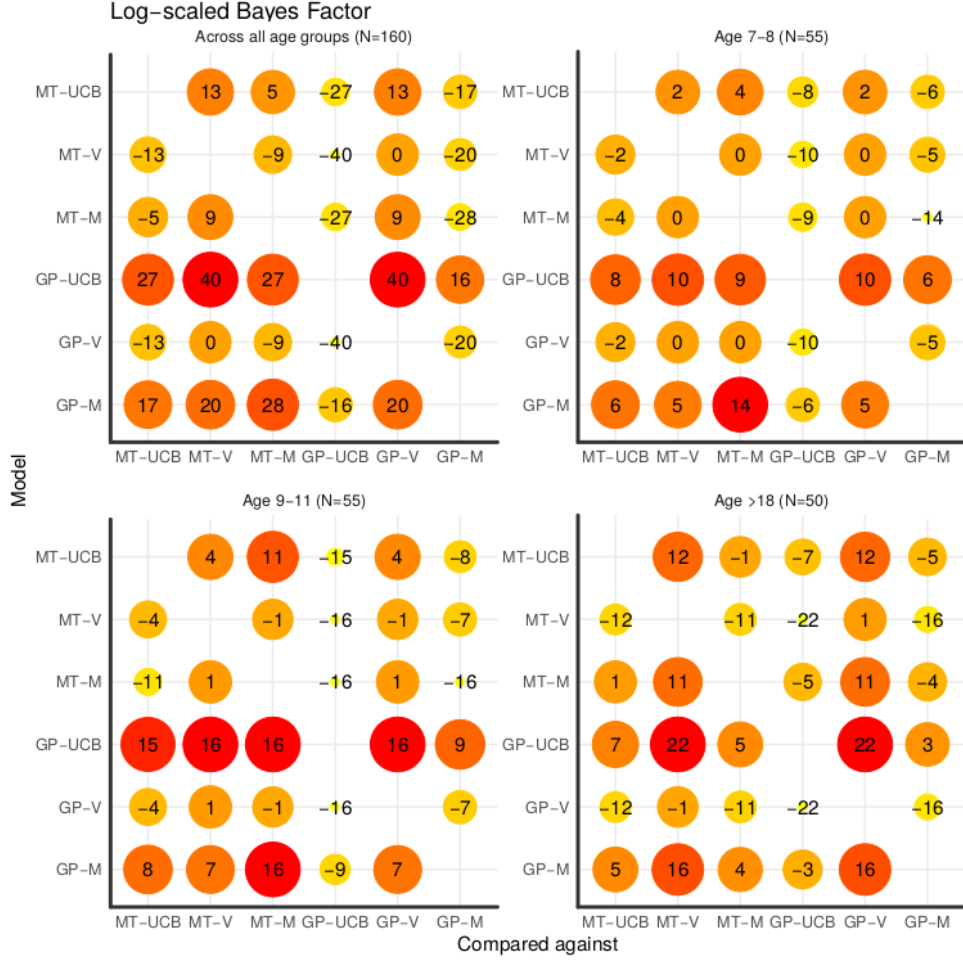 Log−scaled Bayes Factor
Across all age groups (N=160)
MT−UCB 13 5 −27 13 −17
MT−V −13 −9 −40 0 −20
MT−M −5 9 −27 9 −28
GP−UCB 27 40 27 40 16
GP−V −13 0 −9 −40 −20
GP−M 17 20 28 −16 20
MT−UCB MT−V MT−M GP−UCB GP−V GP−M
Age 7−8 (N=55)
MT−UCB 2 4 −8 2 −6
MT−V −2 0 −10 0 −5
MT−M −4 0 −9 0 −14
GP−UCB 8 10 9 10 6
GP−V −2 0 0 −10 −5
GP−M 6 5 14 −6 5
MT−UCB MT−V MT−M GP−UCB GP−V GP−M
Model
Age 9−11 (N=55)
MT−UCB 4 11 −15 4 −8
MT−V −4 −1 −16 −1 −7
MT−M −11 1 −16 1 −16
GP−UCB 15 16 16 16 9
GP−V −4 1 −1 −16 −7
GP−M 8 7 16 −9 7
MT−UCB MT−V MT−M GP−UCB GP−V GP−M
Age >18 (N=50)
MT−UCB 12 −1 −7 12 −5
MT−V −12 −11 −22 1 −16
MT−M 1 11 −5 11 −4
GP−UCB 7 22 5 22 3
GP−V −12 −1 −11 −22 −16
GP−M 5 16 4 −3 16
MT−UCB MT−V MT−M GP−UCB GP−V GP−M
Compared against